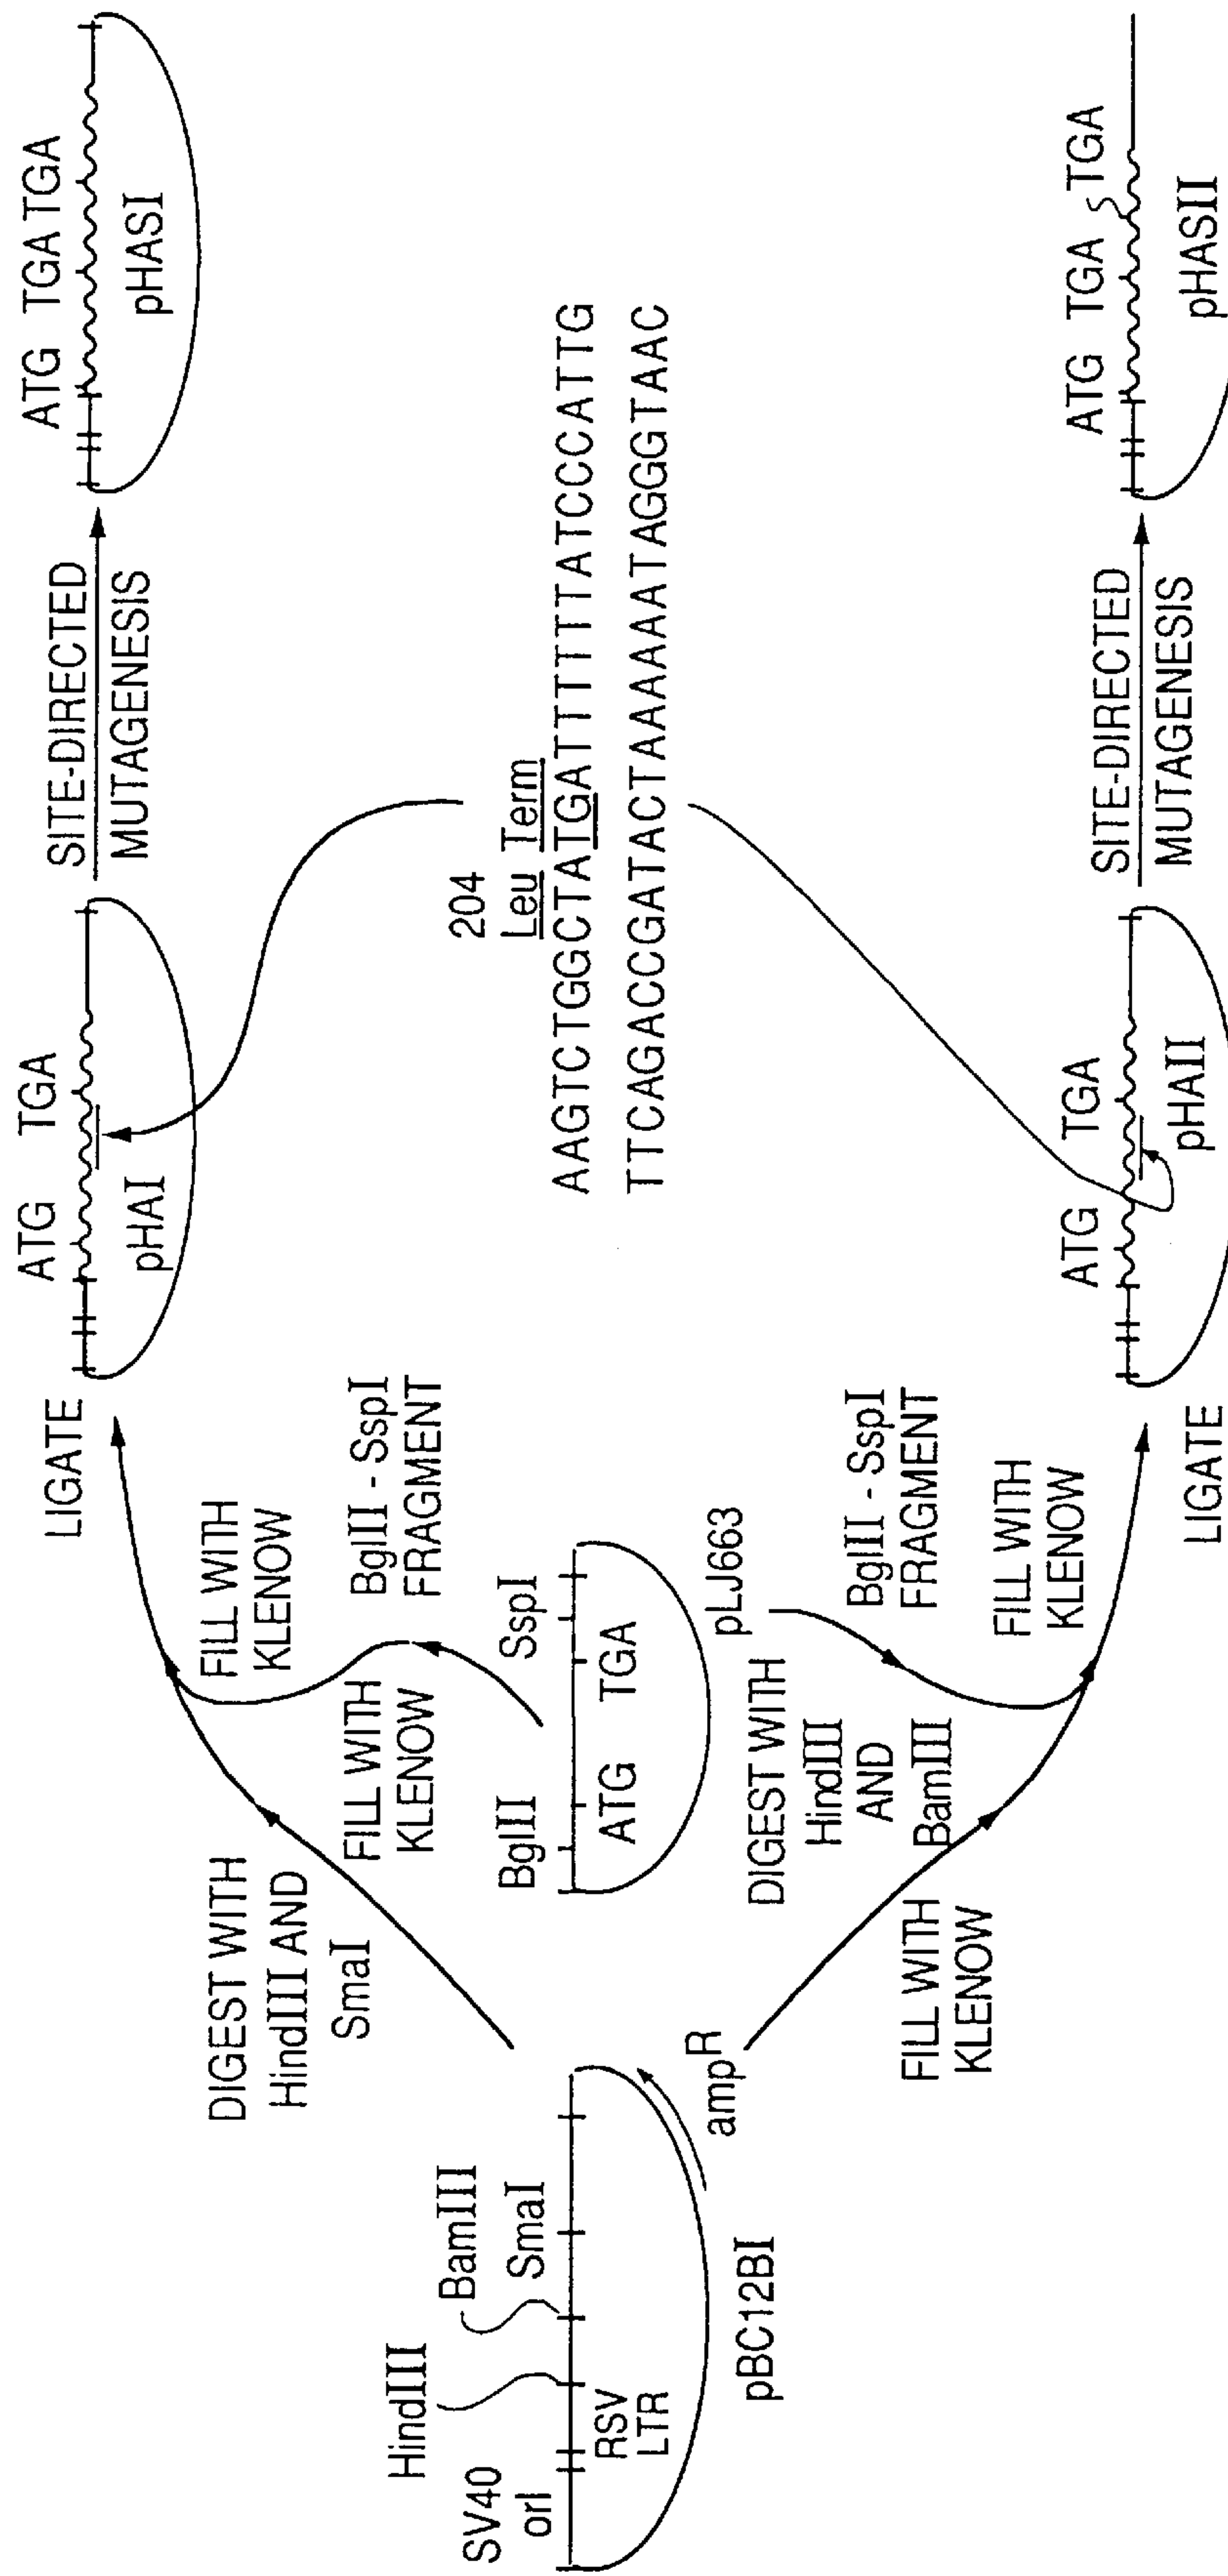 SV40
orI
HindIII
BamIII
SmaI
RSV
LTR
pBC12BI
ampR
DIGEST WITH
HindIII AND
SmaI
FILL WITH
KLENOW
BglII
SspI
ATG TGA
pLJ663
BglII - SspI
FRAGMENT
FILL WITH
KLENOW
LIGATE
ATG TGA
pHAI
SITE-DIRECTED
MUTAGENESIS
ATG TGA TGA
pHASI
204
Leu Term
AAGTCTGGCTATGATTTTTTATCCCATTG
TTCAGACCGATACTAAAAATAGGGTAAC
DIGEST WITH
HindIII
AND
BamIII
FILL WITH
KLENOW
BglII - SspI
FRAGMENT
FILL WITH
KLENOW
LIGATE
ATG TGA
pHAII
SITE-DIRECTED
MUTAGENESIS
ATG TGA TGA
pHASII